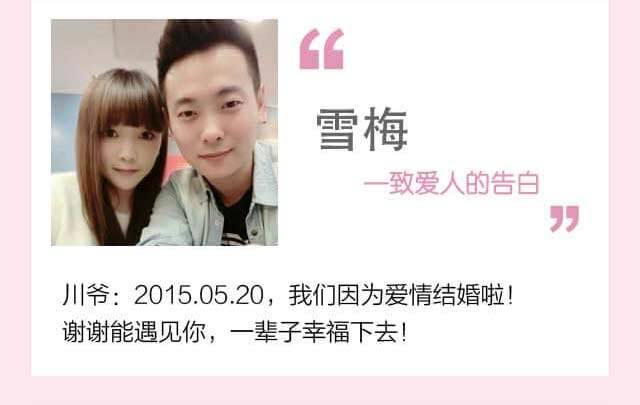 “
雪梅
一致爱人的告白
”
川爷：2015.05.20，我们因为爱情结婚啦！
谢谢能遇见你，一辈子幸福下去！